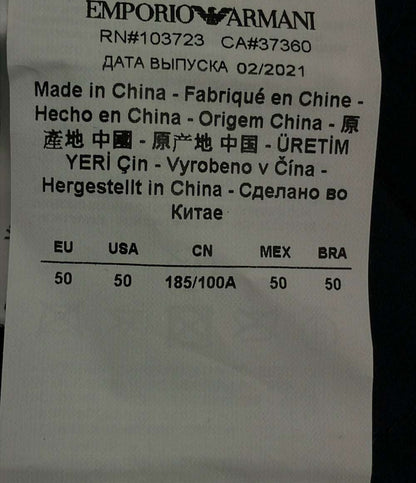 EMPORIO ARMANI
RN#103723 CA#37360
ДАТА ВЫПУСКА 02/2021
Made in China - Fabriqué en Chine -
Hecho en China - Origem China - 原
產地 中國 - 原产地 中国 - ÜRETİM
YERİ Çin - Vyrobeno v Čína -
Hergestellt in China - Сделано во
Китае
EU USA CN MEX BRA
50 50 185/100A 50 50